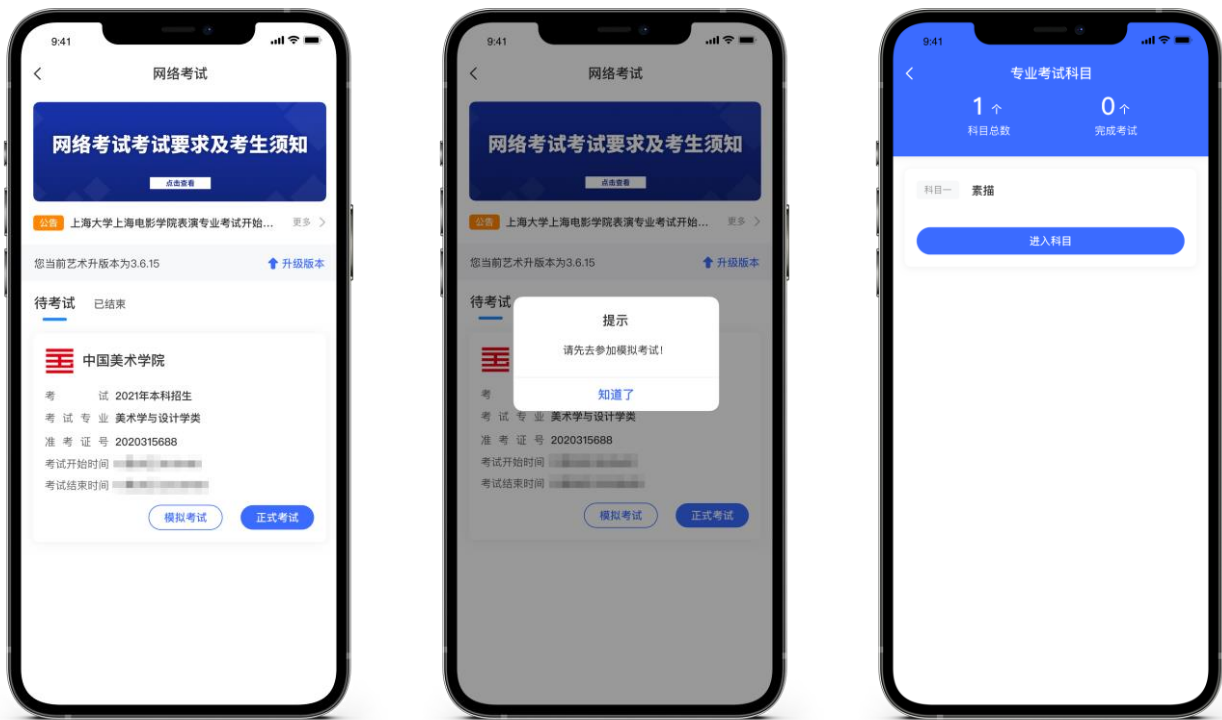 9:41
网络考试
网络考试考试要求及考生须知
点击查看
公告 上海大学上海电影学院表演专业考试开始... 更多
您当前艺术升版本为3.6.15 升级版本
待考试 已结束
中国美术学院
考试 2021年本科招生
考试专业 美术学与设计学类
准考证号 2020315688
考试开始时间
考试结束时间
模拟考试 正式考试
9:41
网络考试
网络考试考试要求及考生须知
点击查看
公告 上海大学上海电影学院表演专业考试开始... 更多
您当前艺术升版本为3.6.15 升级版本
待考试
提示
请先去参加模拟考试!
知道了
考
考试专业 美术学与设计学类
准考证号 2020315688
考试开始时间
考试结束时间
模拟考试 正式考试
9:41
专业考试科目
1个 0个
科目总数 完成考试
科目一 素描
进入科目